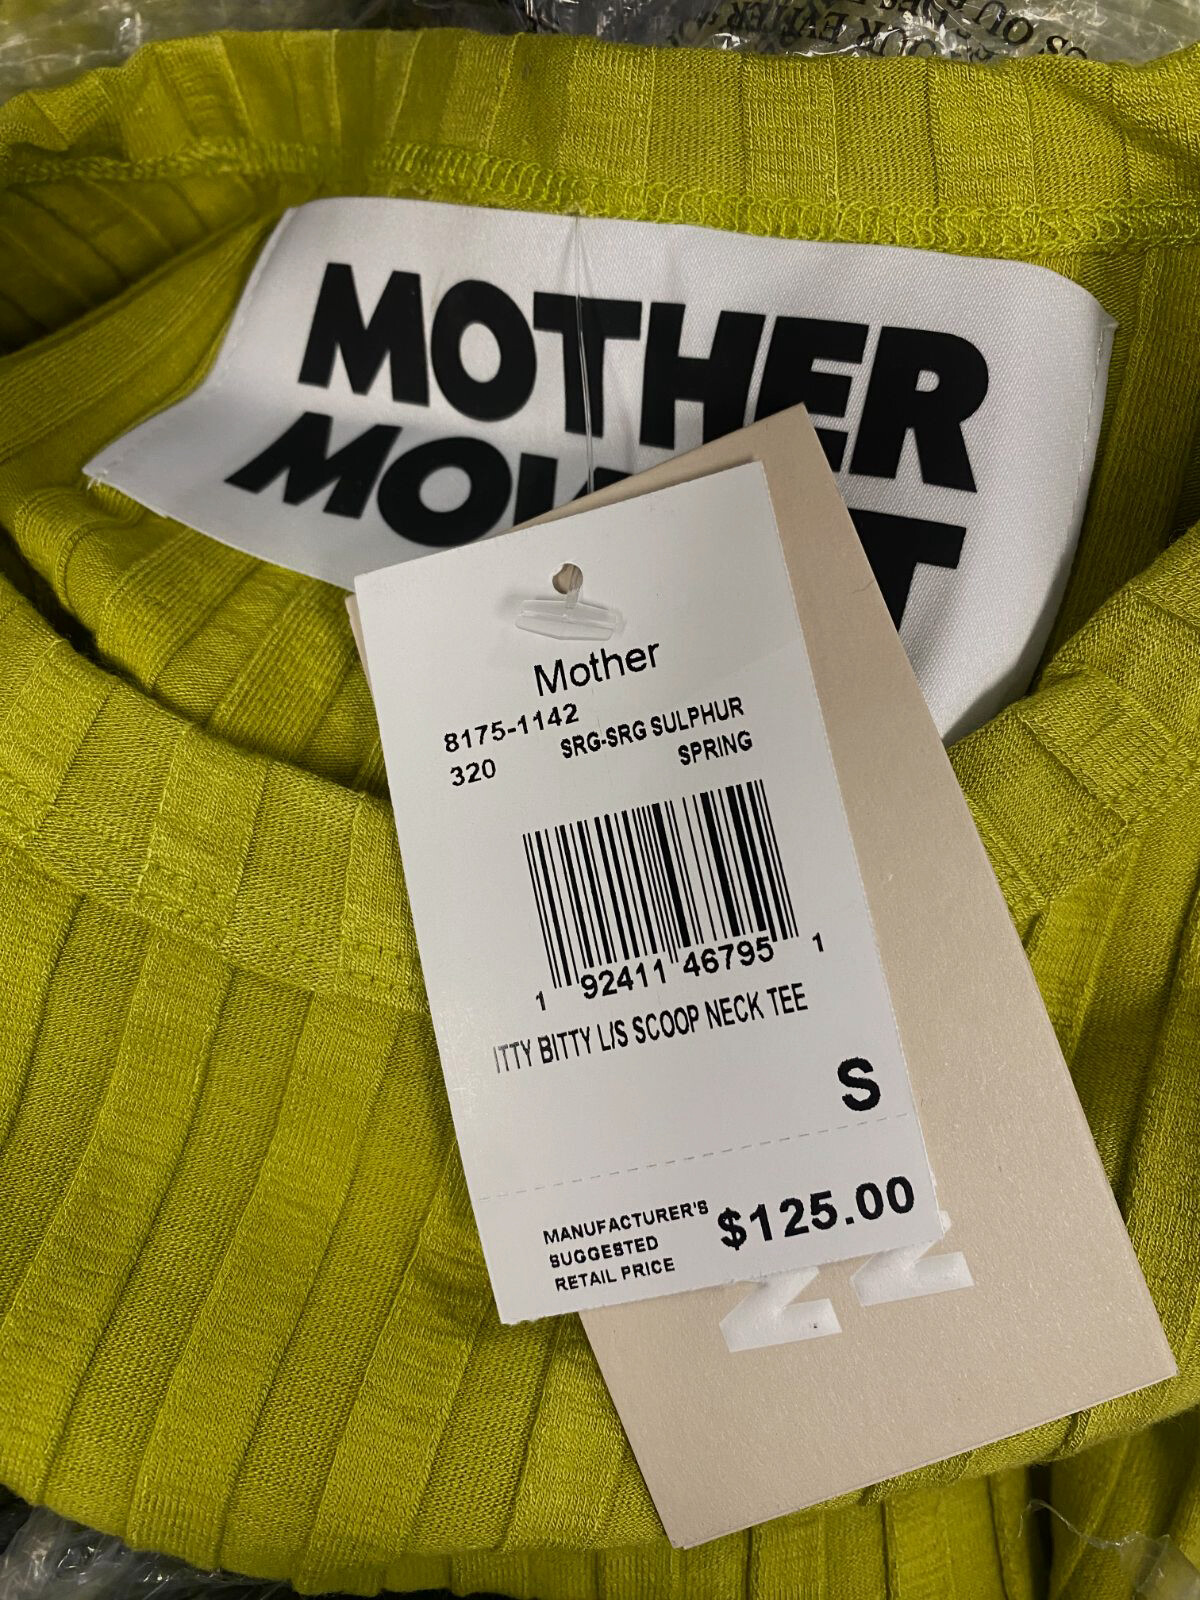 MOTHER
MO
T
Mother
8175-1142
320
SRG-SRG SULPHUR
SPRING
1 92411 46795 1
ITTY BITTY L/S SCOOP NECK TEE
S
MANUFACTURER'S
SUGGESTED
RETAIL PRICE
$125.00